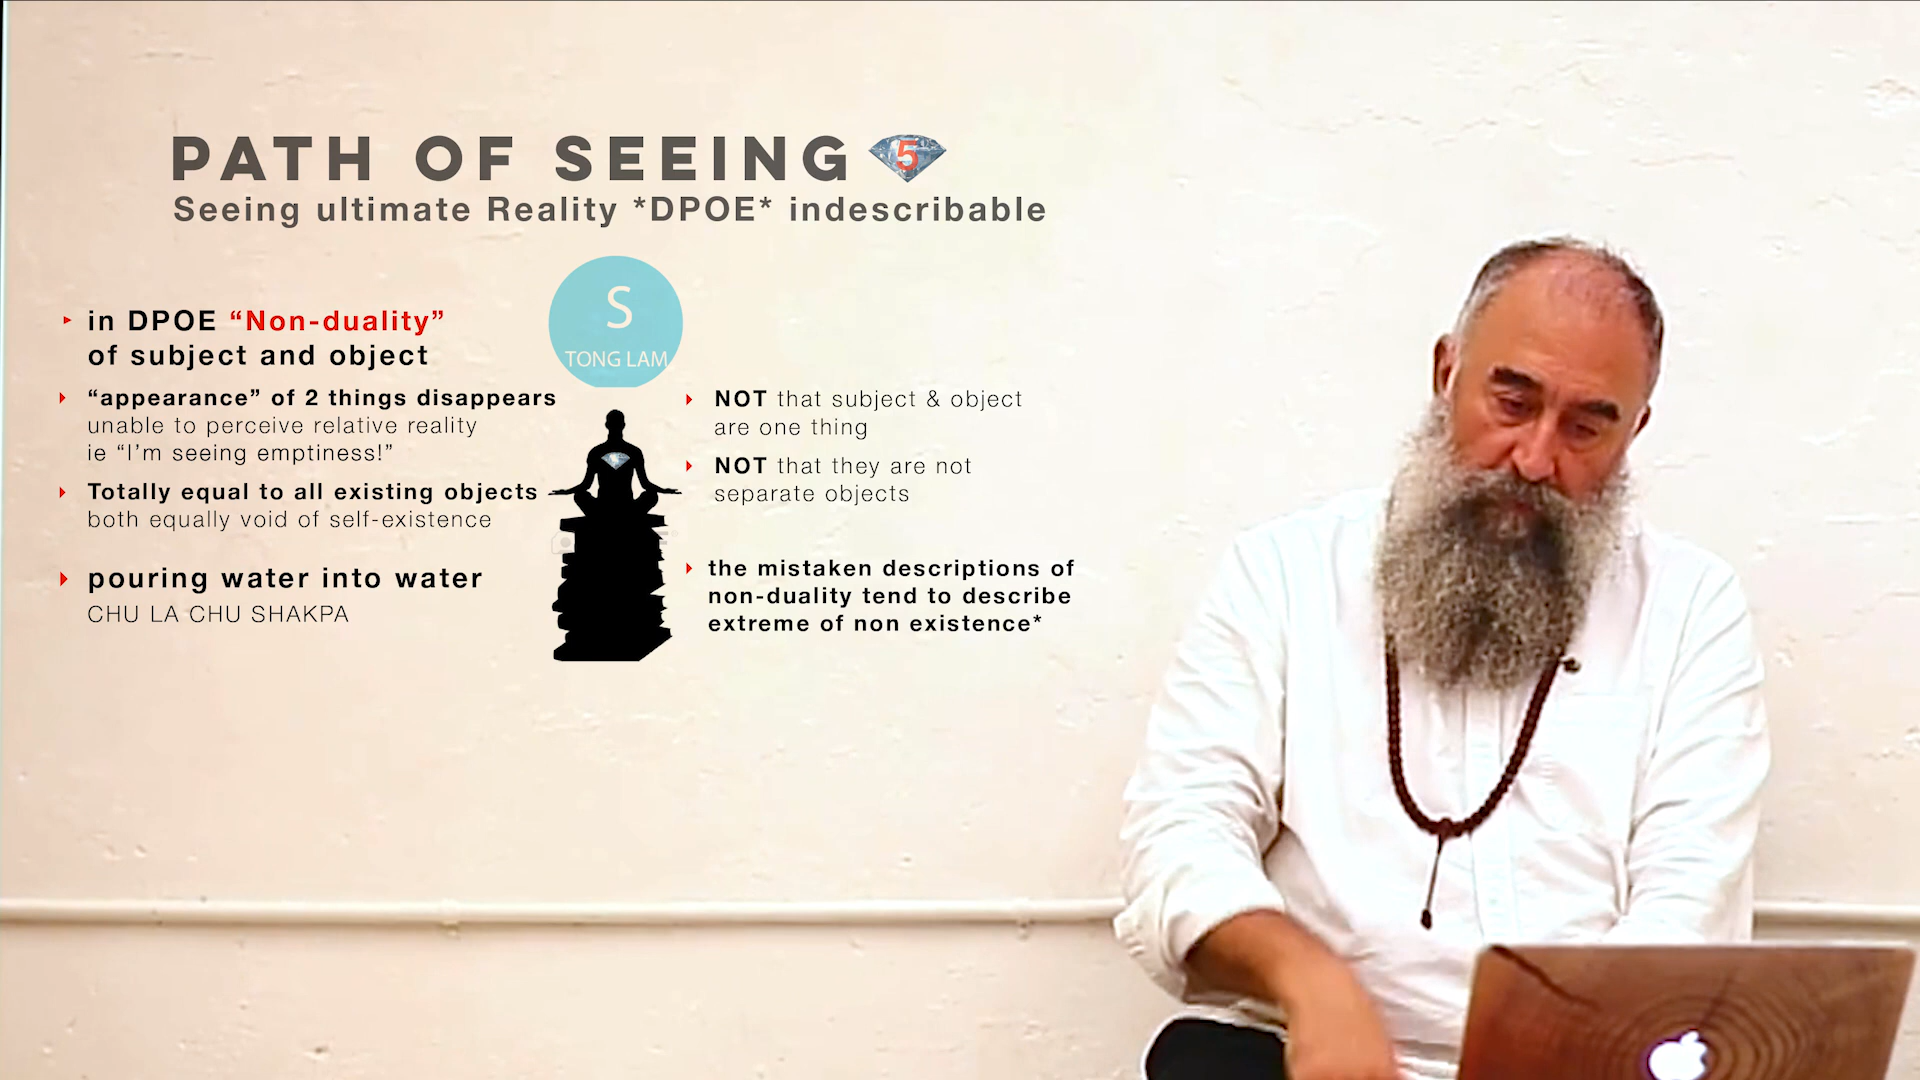 PATH OF SEEING 5
Seeing ultimate Reality *DPOE* indescribable
S
TONG LAM
in DPOE “Non-duality”
of subject and object
“appearance” of 2 things disappears
unable to perceive relative reality
ie “I’m seeing emptiness!”
Totally equal to all existing objects
both equally void of self-existence
pouring water into water
CHU LA CHU SHAKPA
NOT that subject & object
are one thing
NOT that they are not
separate objects
the mistaken descriptions of
non-duality tend to describe
extreme of non existence*